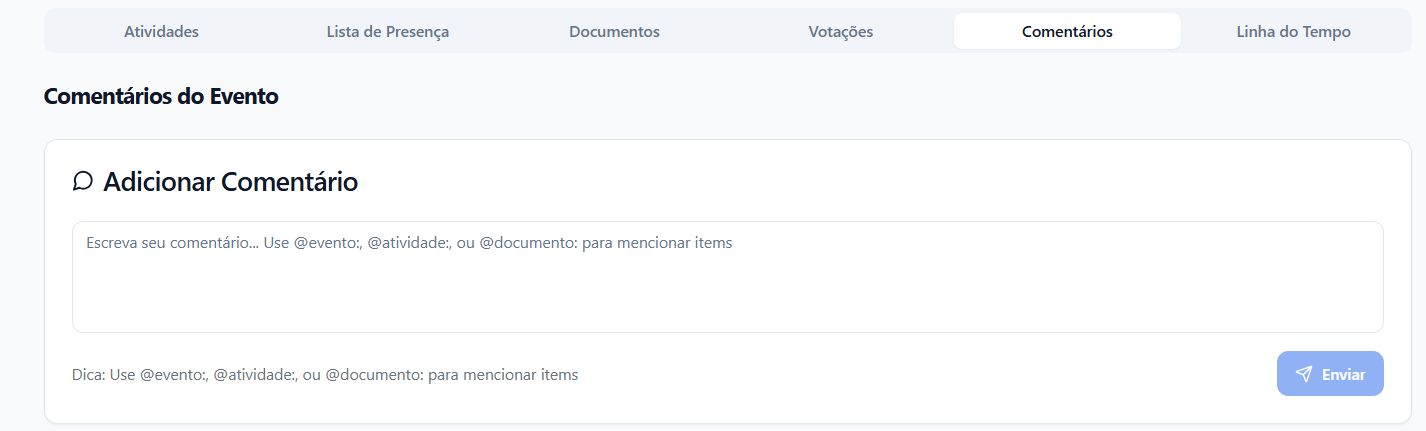 Atividades Lista de Presença Documentos Votações Comentários Linha do Tempo
Comentários do Evento
Adicionar Comentário
Escreva seu comentário... Use @evento:, @atividade:, ou @documento: para mencionar items
Dica: Use @evento:, @atividade:, ou @documento: para mencionar items
Enviar